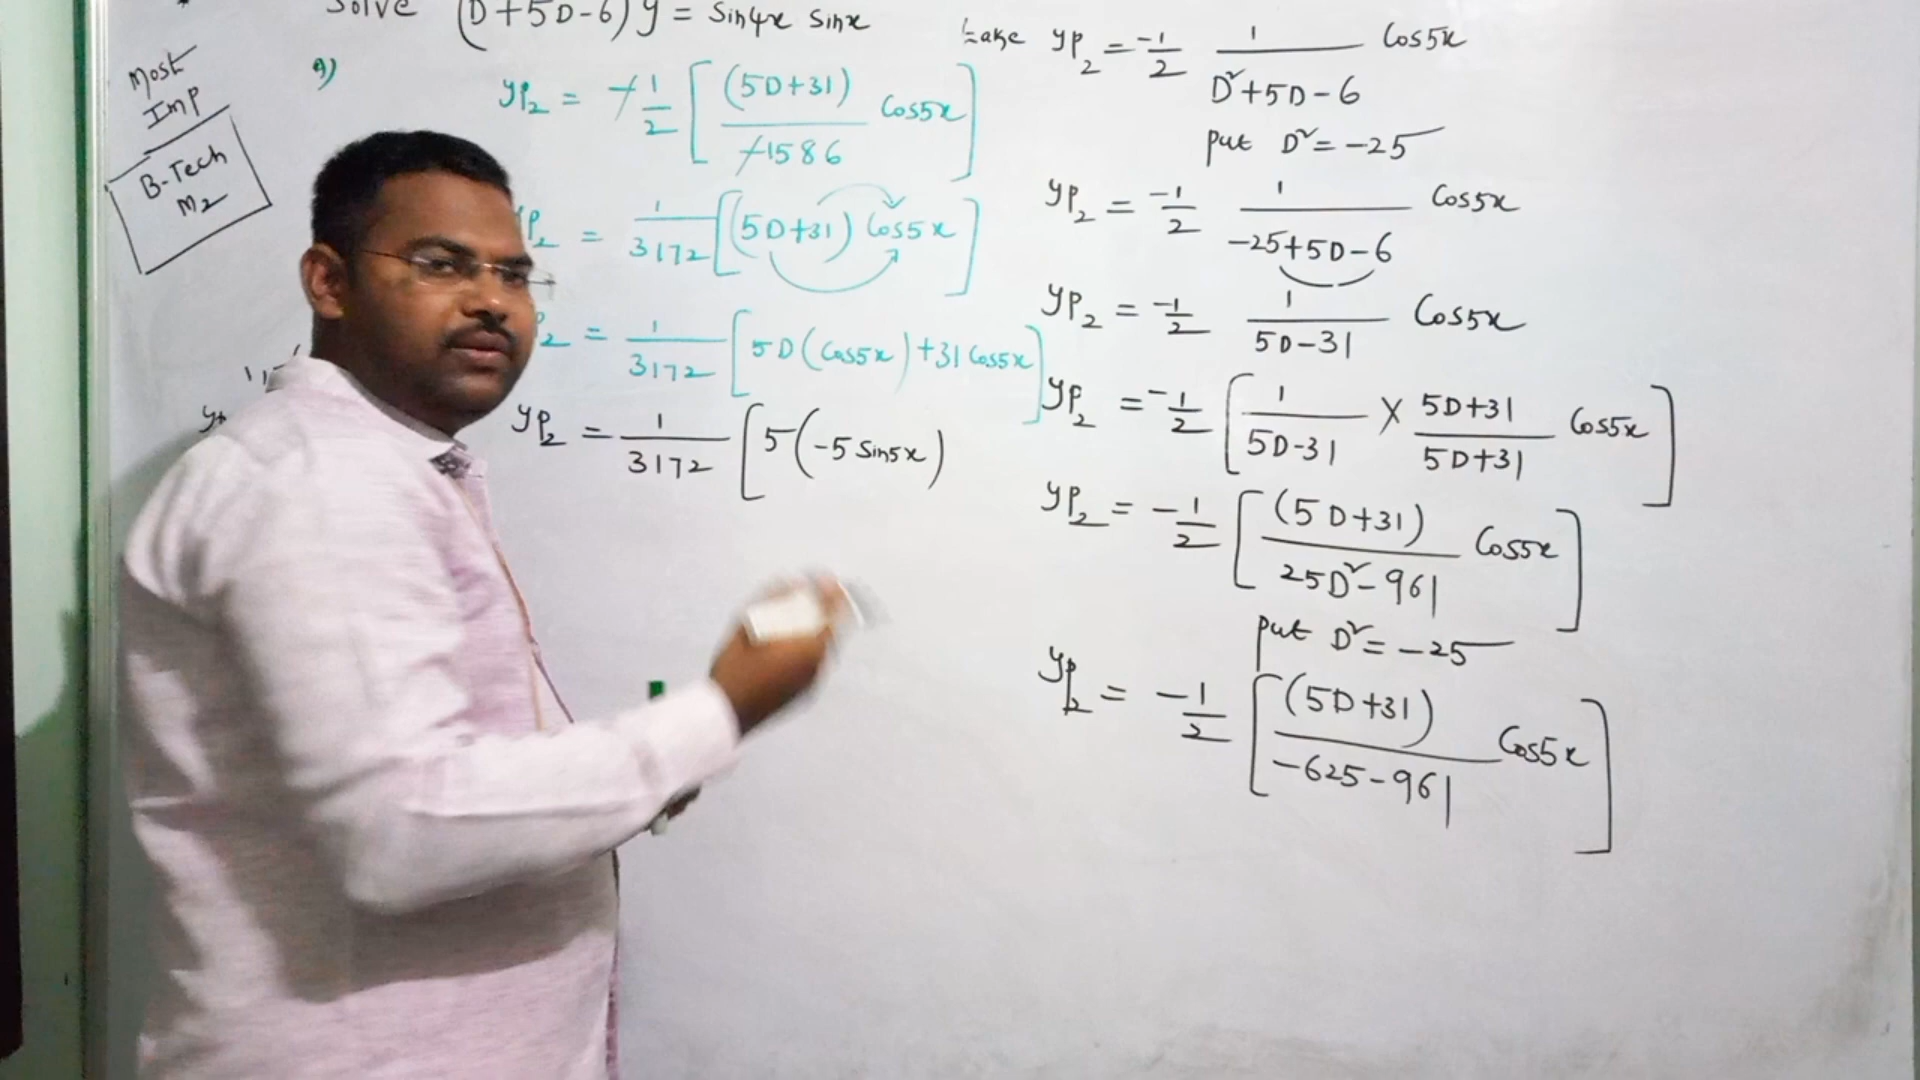 Solve (D²+5D-6)y = Sin4x sinx
Most
Imp
B-Tech
M2
yp₂ = -1/2 [ (5D+31)/-1586 Cos5x ]
P₂ = 1/3172 [ (5D+31) Cos5x ]
₂ = 1/3172 [ 5D(Cos5x) + 31 Cos5x ]
yp₂ = 1/3172 [ 5(-5 Sin5x)
take yp₂ = -1/2 1/(D²+5D-6) Cos5x
put D² = -25
yp₂ = -1/2 1/(-25+5D-6) Cos5x
yp₂ = -1/2 1/(5D-31) Cos5x
yp₂ = -1/2 [ 1/(5D-31) × (5D+31)/(5D+31) Cos5x ]
yp₂ = -1/2 [ (5D+31)/(25D²-961) Cos5x ]
put D² = -25
yp₂ = -1/2 [ (5D+31)/(-625-961) Cos5x ]